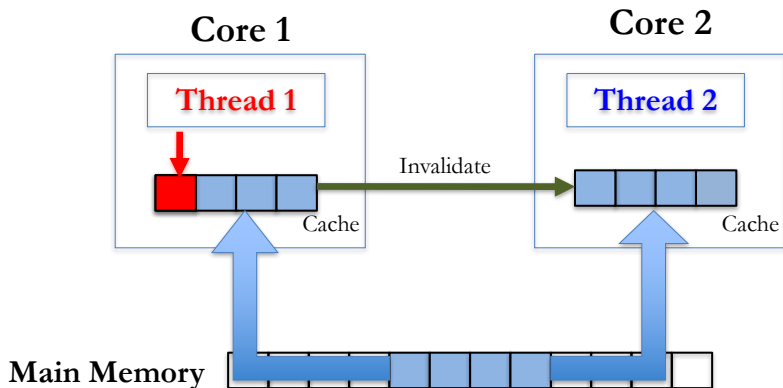 Core 1
Core 2
Thread 1
Thread 2
Invalidate
Cache
Cache
Main Memory